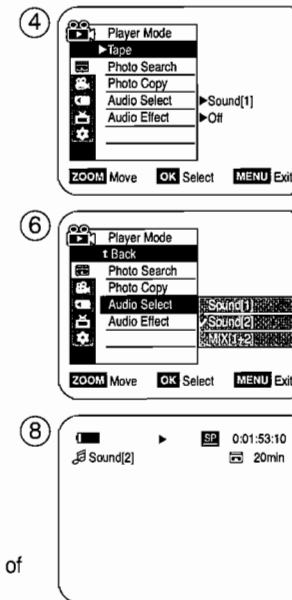 4
Player Mode
▶Tape
Photo Search
Photo Copy
Audio Select ▶Sound[1]
Audio Effect ▶Off
ZOOM Move OK Select MENU Exit
6
Player Mode
t Back
Photo Search
Photo Copy
Audio Select Sound[1]
Audio Effect ✓Sound[2]
MIX[1+2]
ZOOM Move OK Select MENU Exit
8
▶ SP 0:01:53:10
Sound[2] 20min
of